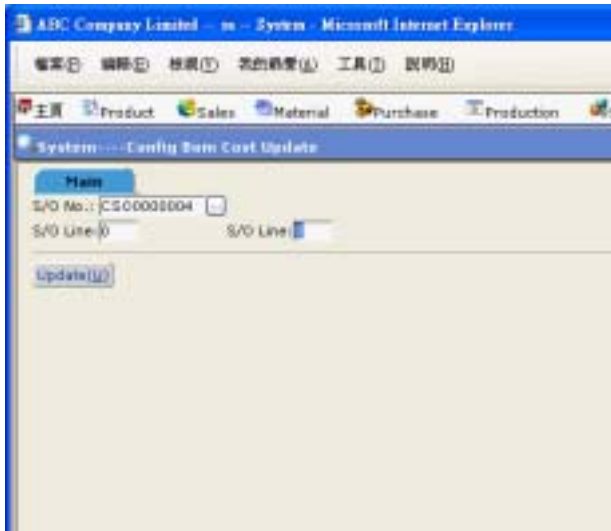 ABC Company Limited -- ss -- System - Microsoft Internet Explorer
檔案(F) 編輯(E) 檢視(V) 我的最愛(A) 工具(T) 說明(H)
主頁 Product Sales Material Purchase Production
System----Config Bom Cost Update
Main
S/O No.: CSO0000004 ...
S/O Line: 0 S/O Line:
Update(U)